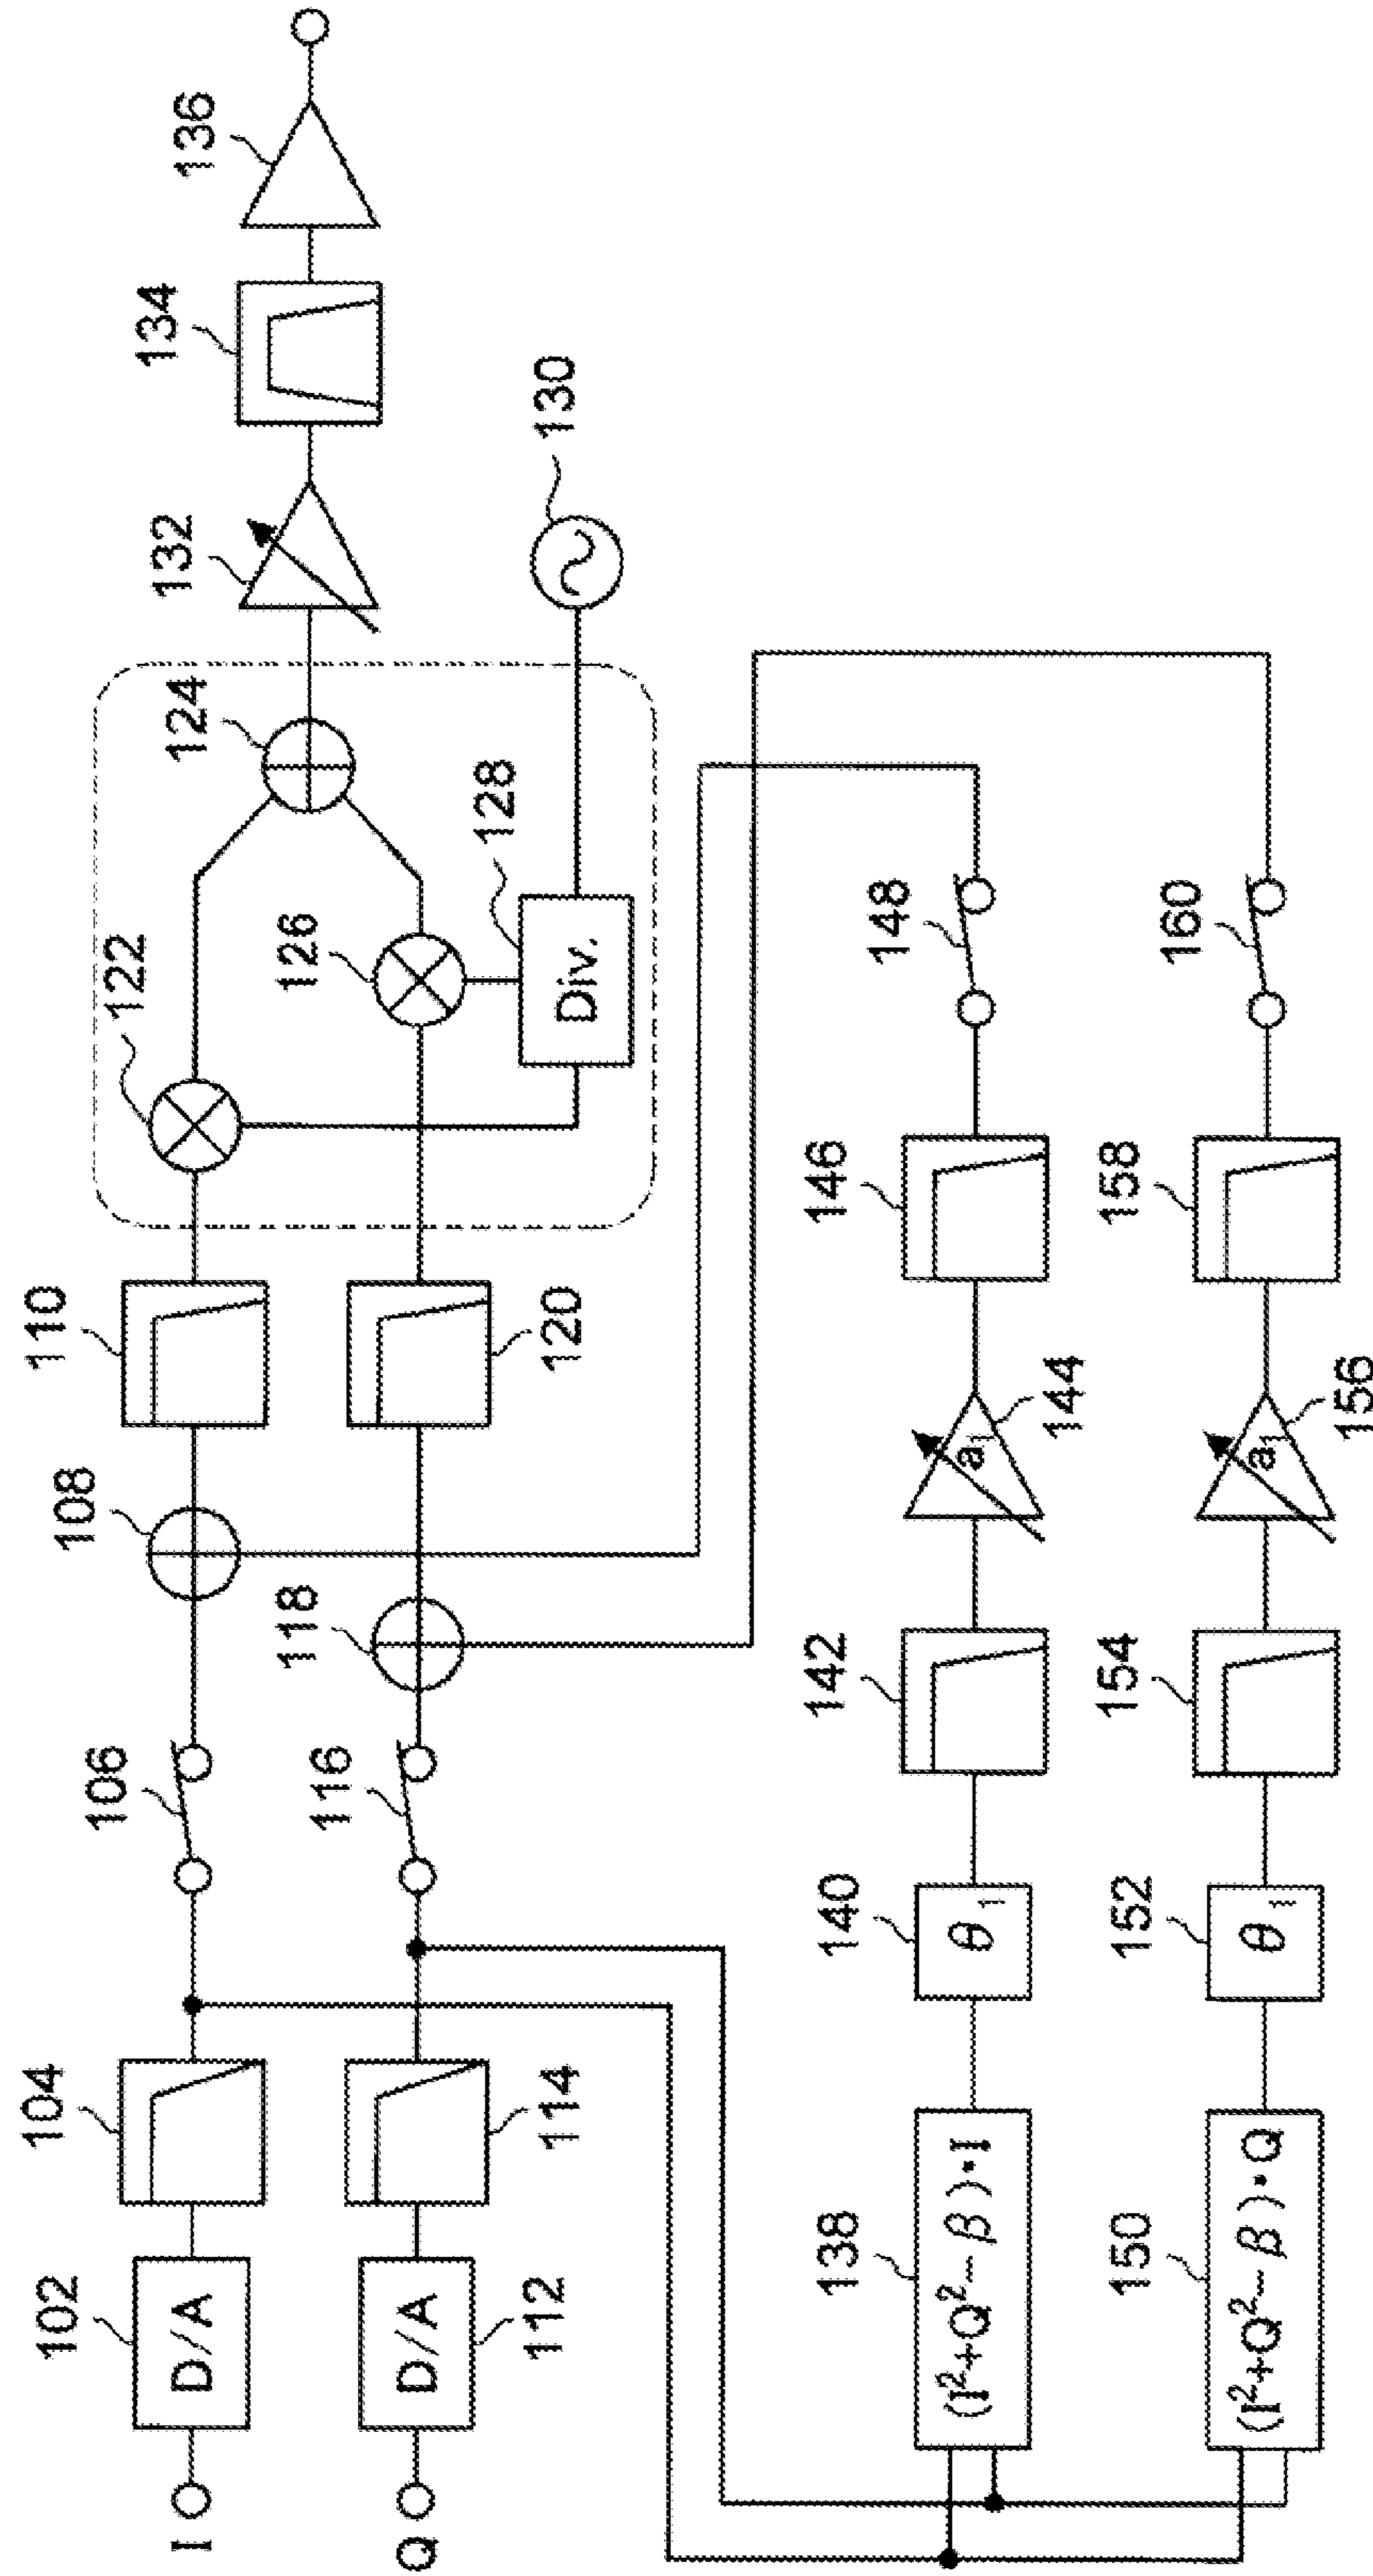 I
102
D/A
104
106
108
110
122
124
132
134
136
Q
112
D/A
114
116
118
120
126
128
Div.
130
138
(I²+Q²−β)•I
140
θ₁
142
144
a₁
146
148
150
(I²+Q²−β)•Q
152
θ₁
154
156
a₁
158
160